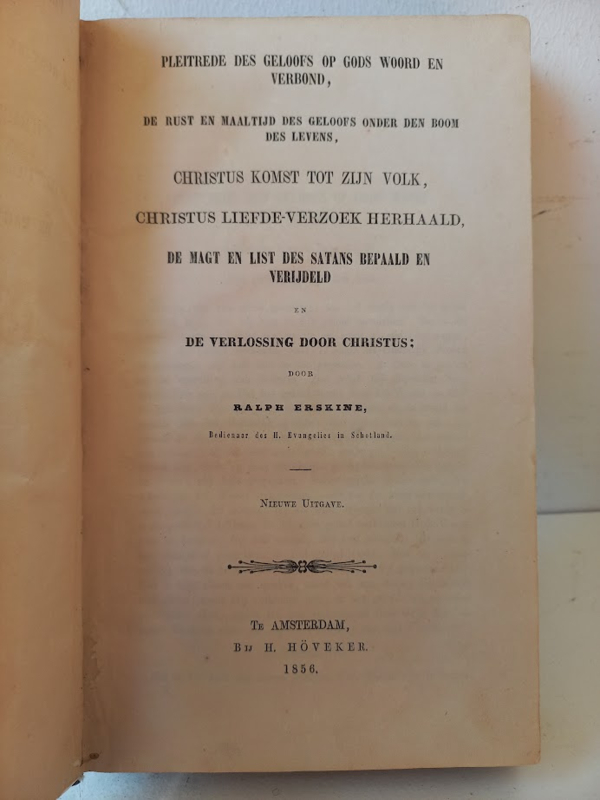 PLEITREDE DES GELOOFS OP GODS WOORD EN
VERBOND,
DE RUST EN MAALTIJD DES GELOOFS ONDER DEN BOOM
DES LEVENS,
CHRISTUS KOMST TOT ZIJN VOLK,
CHRISTUS LIEFDE-VERZOEK HERHAALD,
DE MAGT EN LIST DES SATANS BEPAALD EN
VERIJDELD
EN
DE VERLOSSING DOOR CHRISTUS;
DOOR
RALPH ERSKINE,
Bedienaar des H. Evangelies in Schotland.
NIEUWE UITGAVE.
TE AMSTERDAM,
BIJ H. HÖVEKER.
1856.